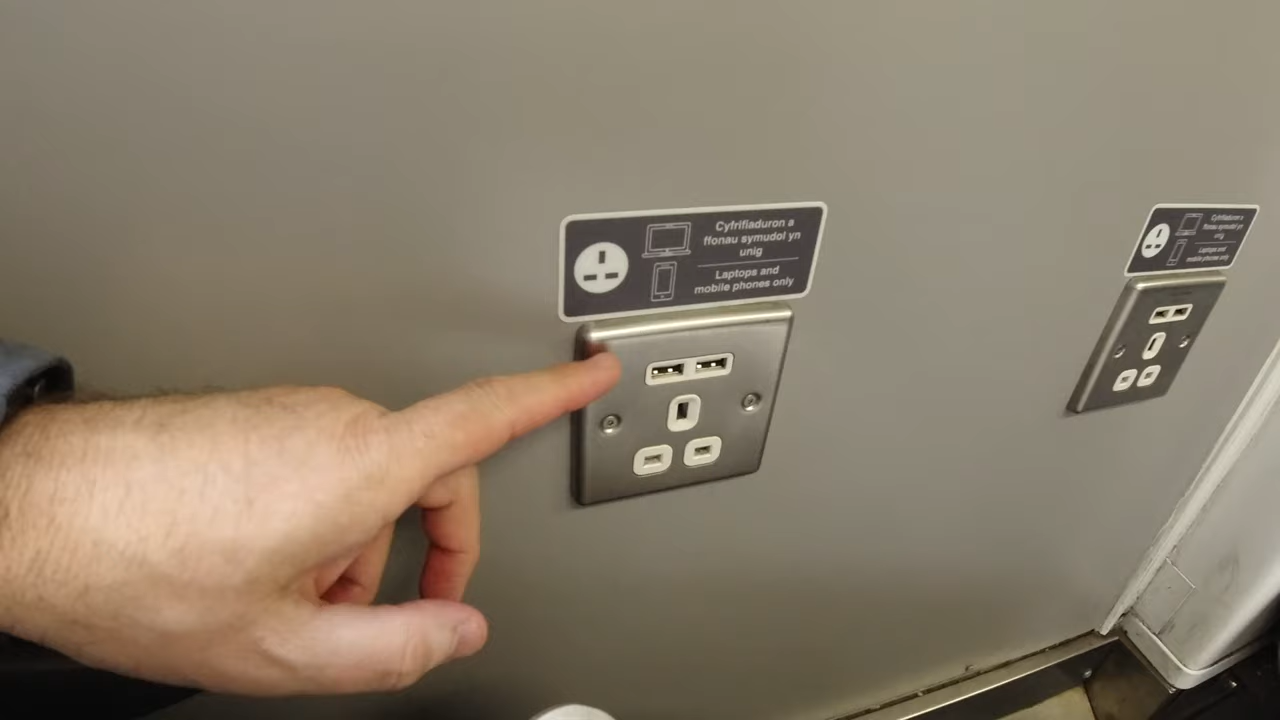 Cyfrifiaduron a
ffonau symudol yn
unig
Laptops and
mobile phones only
Cyfrifiaduron a
ffonau symudol yn
unig
Laptops and
mobile phones only